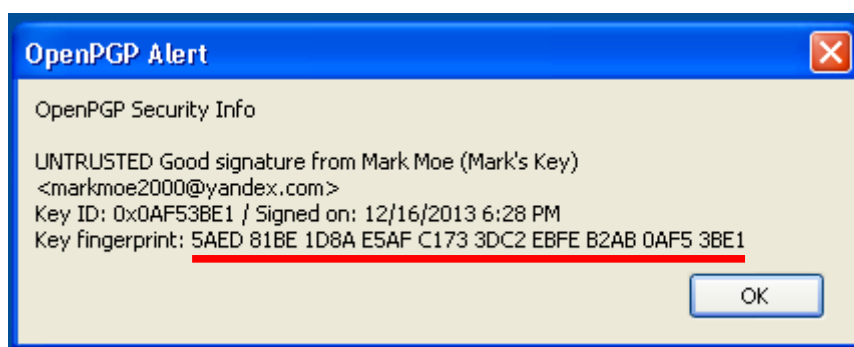 OpenPGP Alert
OpenPGP Security Info
UNTRUSTED Good signature from Mark Moe (Mark's Key)
<markmoe2000@yandex.com>
Key ID: 0x0AF53BE1 / Signed on: 12/16/2013 6:28 PM
Key fingerprint: 5AED 81BE 1D8A E5AF C173 3DC2 EBFE B2AB 0AF5 3BE1
OK